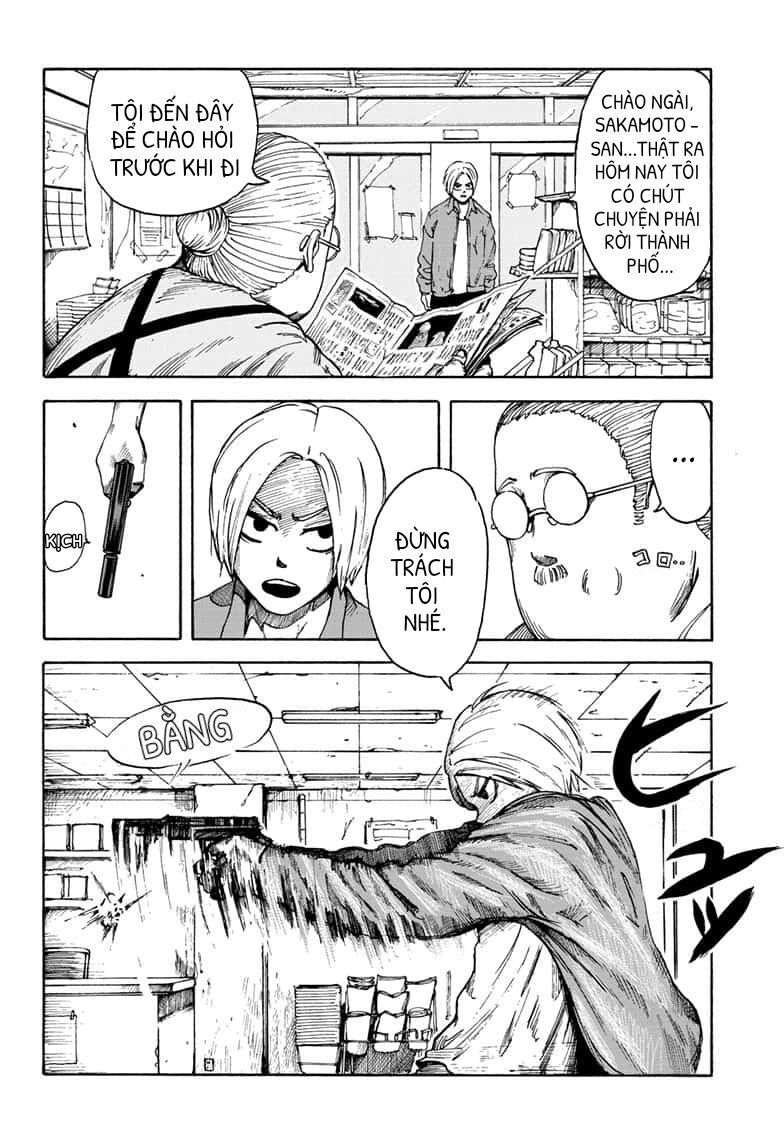 CHÀO NGÀI,
SAKAMOTO –
SAN...THẬT RA
HÔM NAY TÔI
CÓ CHÚT
CHUYỆN PHẢI
RỜI THÀNH
PHỐ...
TÔI ĐẾN ĐÂY
ĐỂ CHÀO HỎI
TRƯỚC KHI ĐI
...
コロ..
ĐỪNG
TRÁCH
TÔI
NHÉ.
KỊCH
BẰNG
ヒュッ